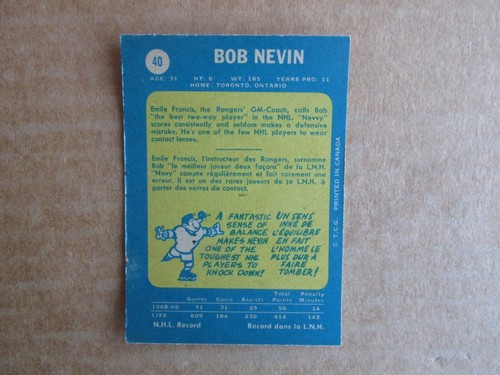 40
BOB NEVIN
AGE: 31 HT: 6' WT: 185 YEARS PRO: 11
HOME: TORONTO, ONTARIO
Emile Francis, the Rangers' GM-Coach, calls Bob
"the best two-way player" in the NHL. "Nevvy"
scores consistently and seldom makes a defensive
mistake. He's one of the few NHL players to wear
contact lenses.
Emile Francis, l'instructeur des Rangers, surnomme
Bob "le meilleur joueur deux façons" de la L.N.H.
"Nevy" compte régulièrement et fait rarement une
erreur. Il est un des rares joueurs de la L.N.H. à
porter des verres de contact.
A FANTASTIC
SENSE OF
BALANCE
MAKES NEVIN
ONE OF THE
TOUGHEST NHL
PLAYERS TO
KNOCK DOWN!
UN SENS
INNÉ DE
L'ÉQUILIBRE
EN FAIT
L'HOMME LE
PLUS DUR À
FAIRE
TOMBER!
© T.C.G. PRINTED IN CANADA
Games Goals Assists Total Points Penalty Minutes
1968-69 71 31 25 56 14
LIFE 609 184 230 414 142
N.H.L. Record Record dans la L.N.H.